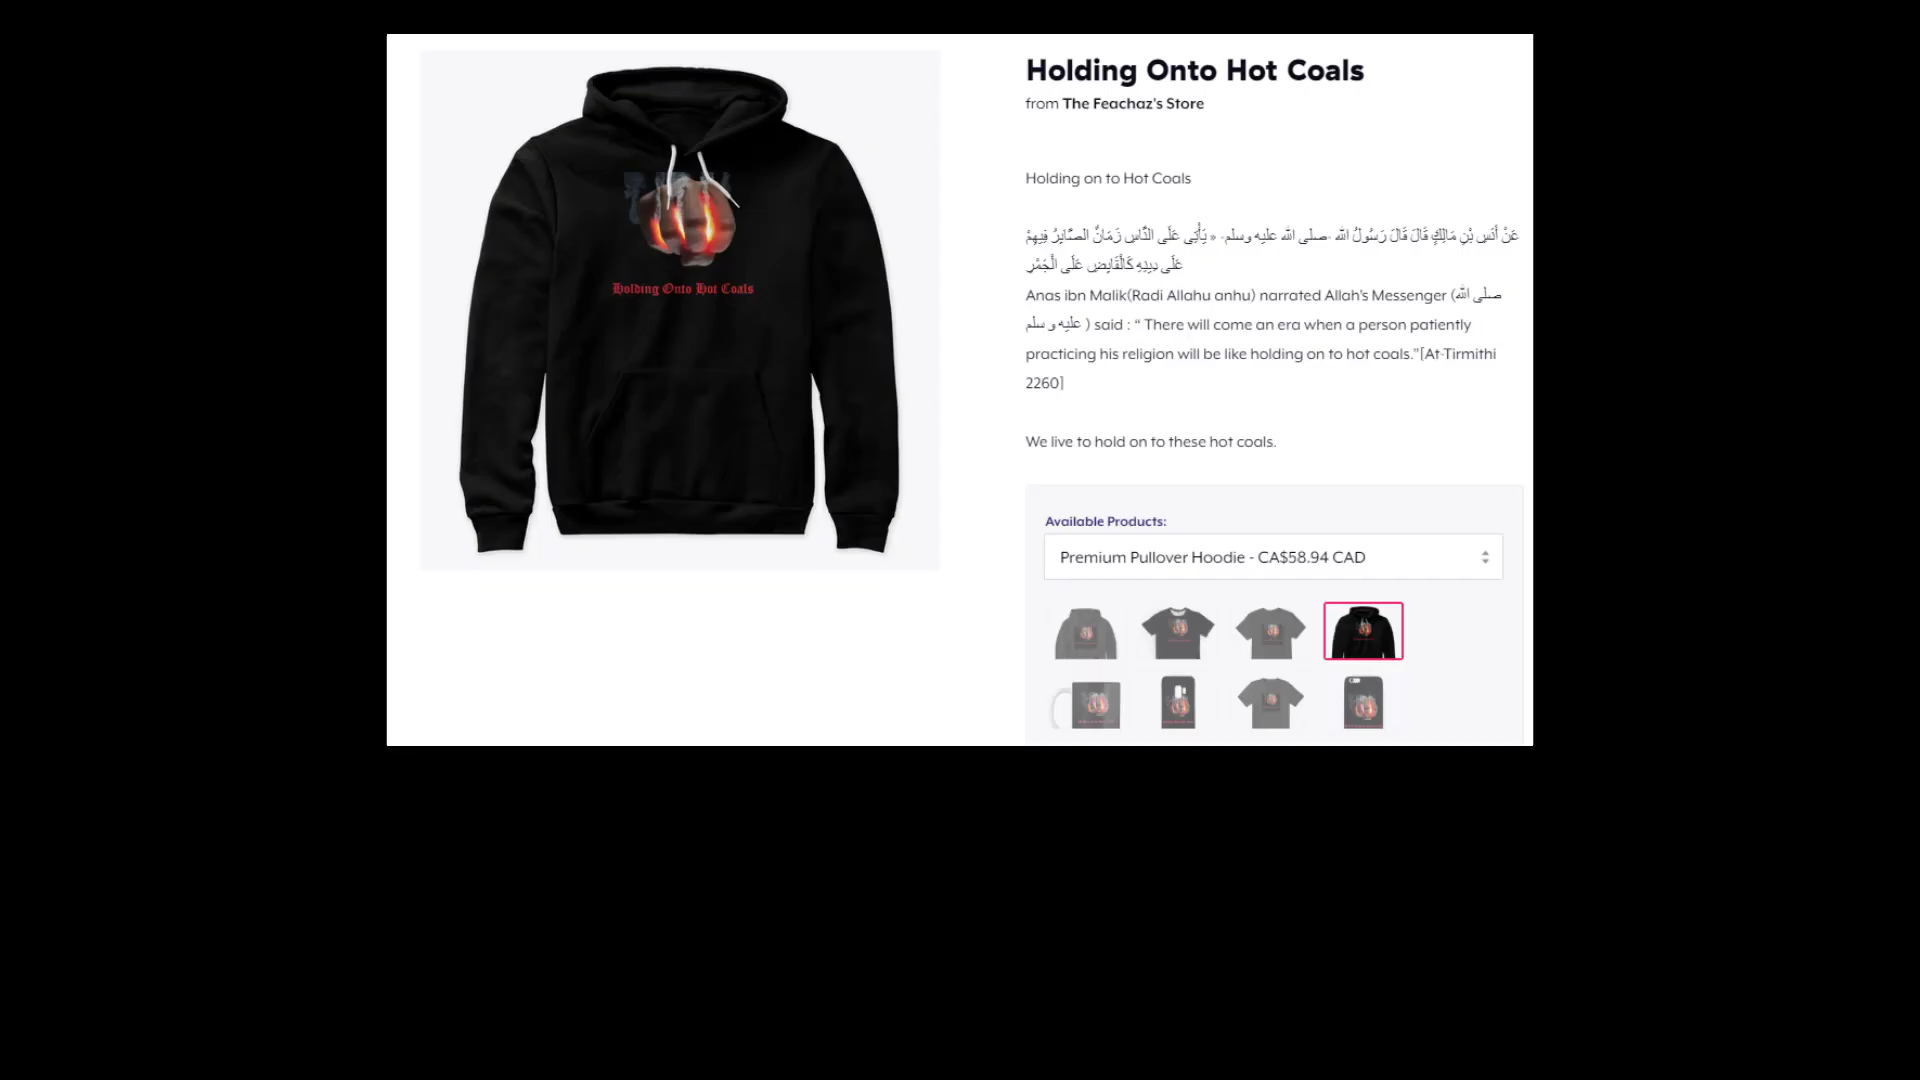 Holding Onto Hot Coals
Holding Onto Hot Coals
from The Feachaz's Store
Holding on to Hot Coals
عَنْ أَنَسِ بْنِ مَالِكٍ قَالَ قَالَ رَسُولُ اللَّهِ -صلى الله عليه وسلم- « يَأْتِى عَلَى النَّاسِ زَمَانٌ الصَّابِرُ فِيهِمْ
عَلَى دِينِهِ كَالْقَابِضِ عَلَى الْجَمْرِ
Anas ibn Malik(Radi Allahu anhu) narrated Allah's Messenger (صلى الله
عليه و سلم ) said : “ There will come an era when a person patiently
practicing his religion will be like holding on to hot coals.”[At-Tirmithi
2260]
We live to hold on to these hot coals.
Available Products:
Premium Pullover Hoodie - CA$58.94 CAD